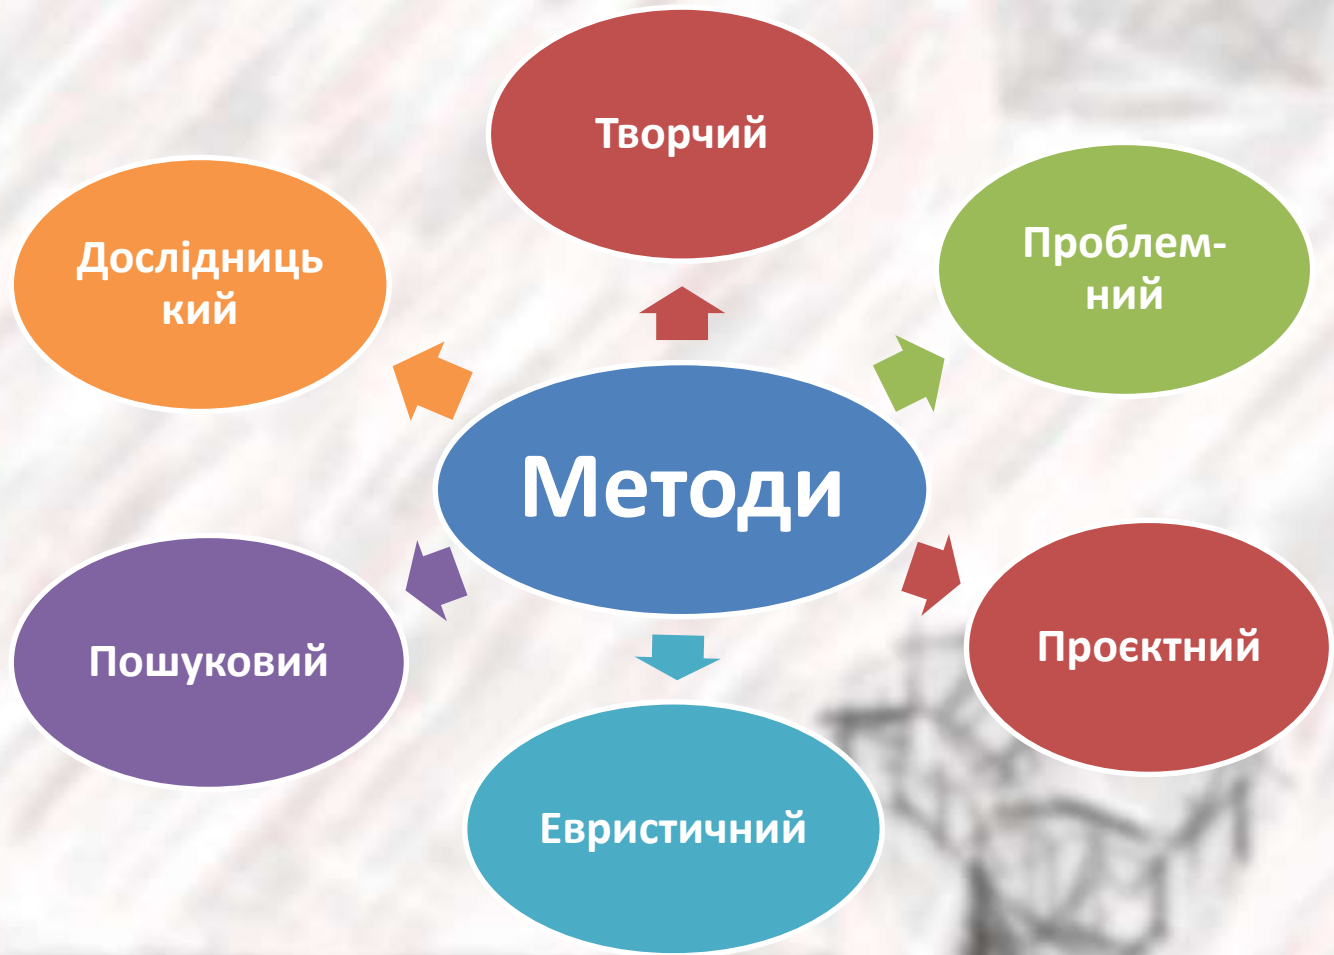 Творчий
Проблем-
ний
Дослідниць
кий
Методи
Проєктний
Пошуковий
Евристичний